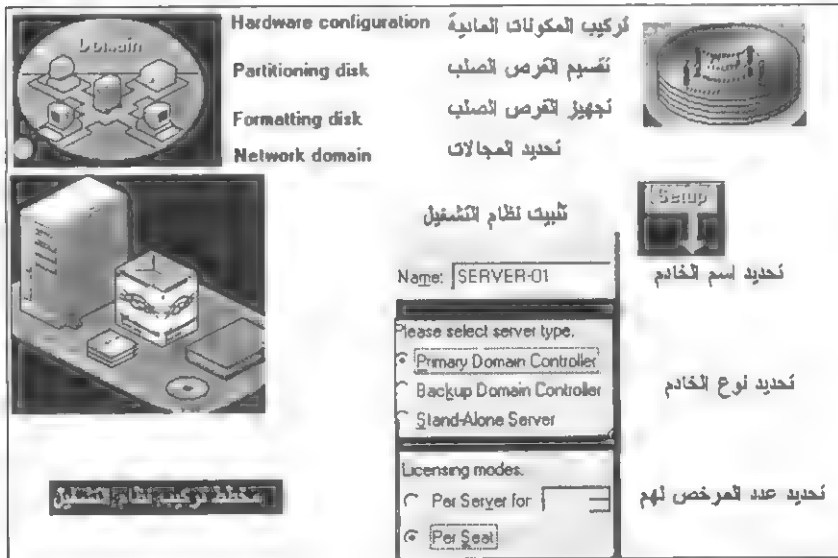 Domain
Hardware configuration تركيب المكونات المادية
Partitioning disk تقسيم القرص الصلب
Formatting disk تجهيز القرص الصلب
Network domain تحديد المجالات
تثبيت نظام التشغيل
Setup
Name: SERVER-01 تحديد اسم الخادم
Please select server type.
Primary Domain Controller
Backup Domain Controller تحديد نوع الخادم
Stand-Alone Server
Licensing modes.
Per Server for تحديد عدد المرخص لهم
Per Seat
مخطط تركيب نظام التشغيل